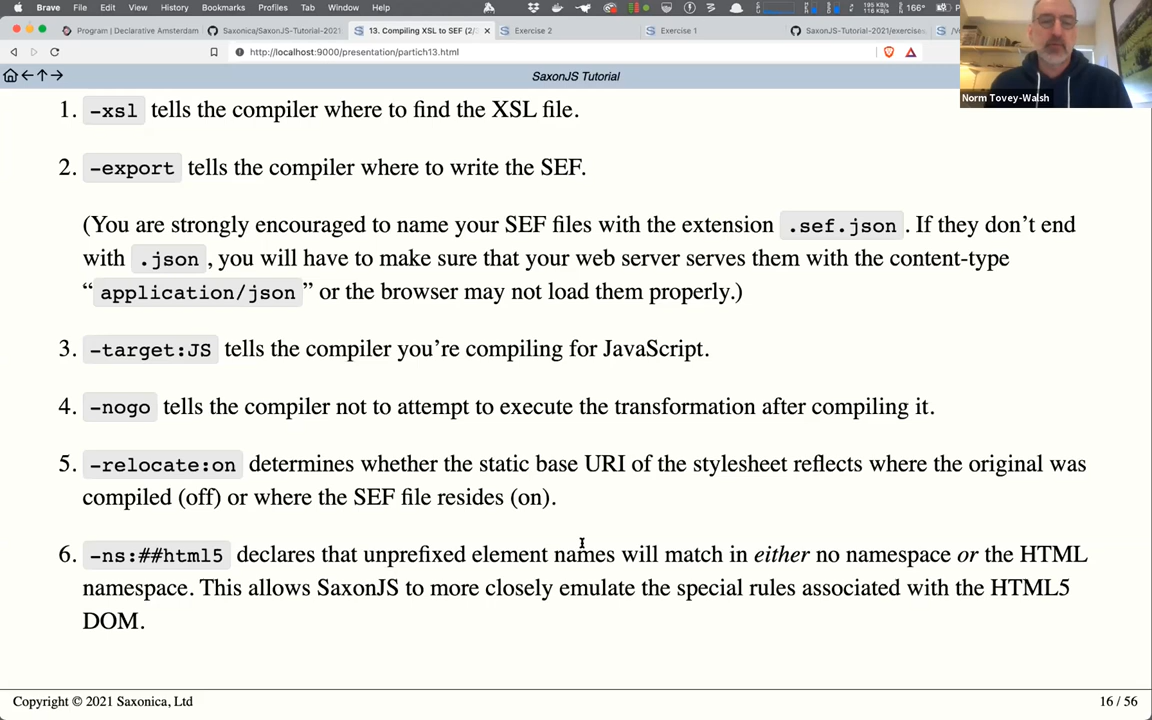 Brave File Edit View History Bookmarks Profiles Tab Window Help 195 KB/s 116 KB/s 166°
Program | Declarative Amsterdam Saxonica/SaxonJS-Tutorial-2021 13. Compiling XSL to SEF (2/ Exercise 2 Exercise 1 SaxonJS-Tutorial-2021/exercises
http://localhost:9000/presentation/partich13.html
SaxonJS Tutorial
Norm Tovey-Walsh
1. -xsl tells the compiler where to find the XSL file.
2. -export tells the compiler where to write the SEF.
(You are strongly encouraged to name your SEF files with the extension .sef.json. If they don’t end
with .json, you will have to make sure that your web server serves them with the content-type
“application/json” or the browser may not load them properly.)
3. -target:JS tells the compiler you’re compiling for JavaScript.
4. -nogo tells the compiler not to attempt to execute the transformation after compiling it.
5. -relocate:on determines whether the static base URI of the stylesheet reflects where the original was
compiled (off) or where the SEF file resides (on).
6. -ns:##html5 declares that unprefixed element names will match in either no namespace or the HTML
namespace. This allows SaxonJS to more closely emulate the special rules associated with the HTML5
DOM.
Copyright © 2021 Saxonica, Ltd 16 / 56